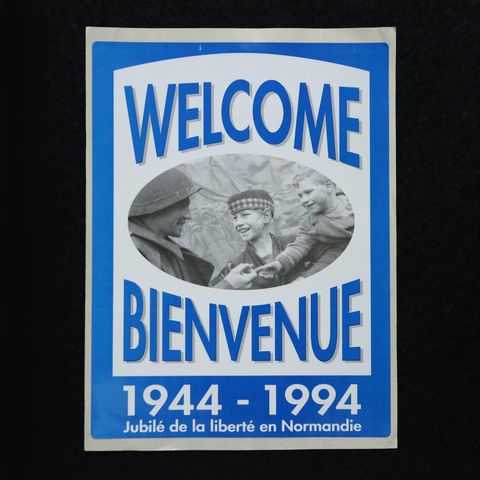 WELCOME
BIENVENUE
1944 - 1994
Jubilé de la liberté en Normandie